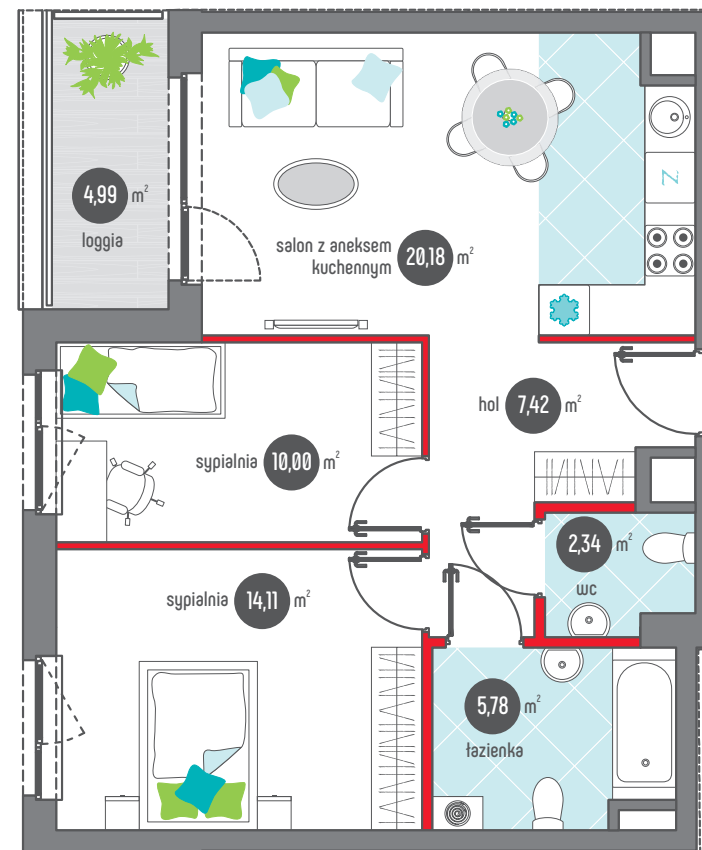 4,99 m²
loggia
salon z aneksem
kuchennym
20,18 m²
Z
hol 7,42 m²
sypialnia 10,00 m²
2,34 m²
wc
sypialnia 14,11 m²
5,78 m²
łazienka